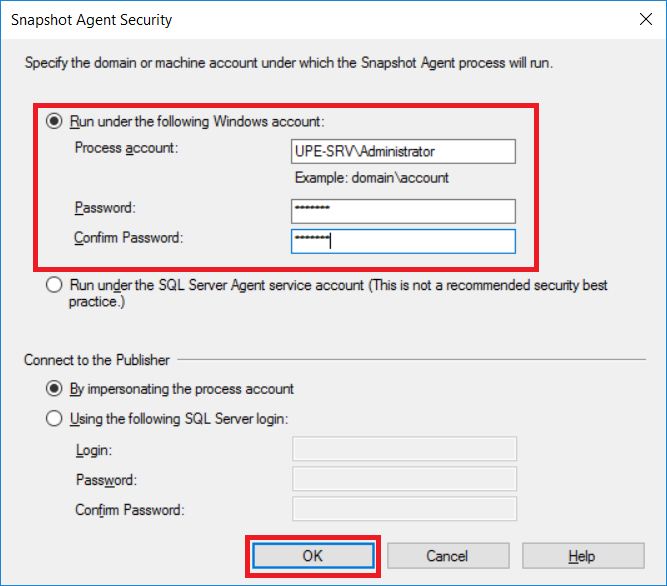 Snapshot Agent Security
Specify the domain or machine account under which the Snapshot Agent process will run.
Run under the following Windows account:
Process account:
UPE-SRV\Administrator
Example: domain\account
Password:
*******
Confirm Password:
*******
Run under the SQL Server Agent service account (This is not a recommended security best
practice.)
Connect to the Publisher
By impersonating the process account
Using the following SQL Server login:
Login:
Password:
Confirm Password:
OK
Cancel
Help